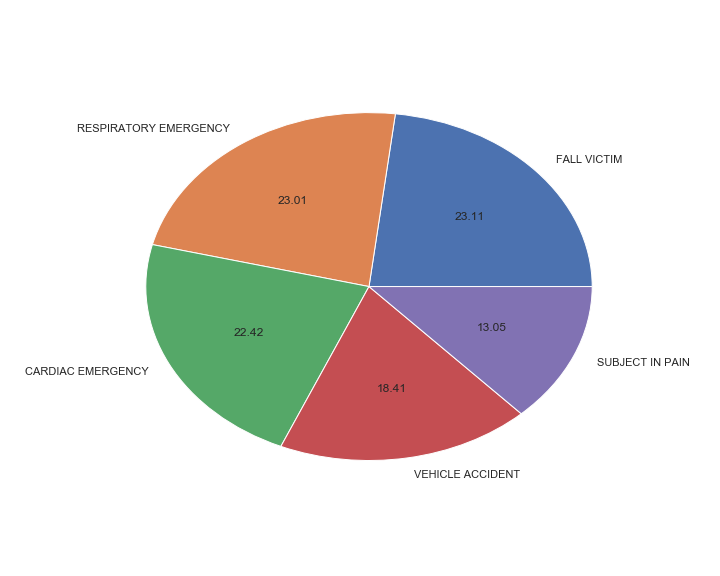 RESPIRATORY EMERGENCY
FALL VICTIM
23.01
23.11
22.42
13.05
CARDIAC EMERGENCY
SUBJECT IN PAIN
18.41
VEHICLE ACCIDENT